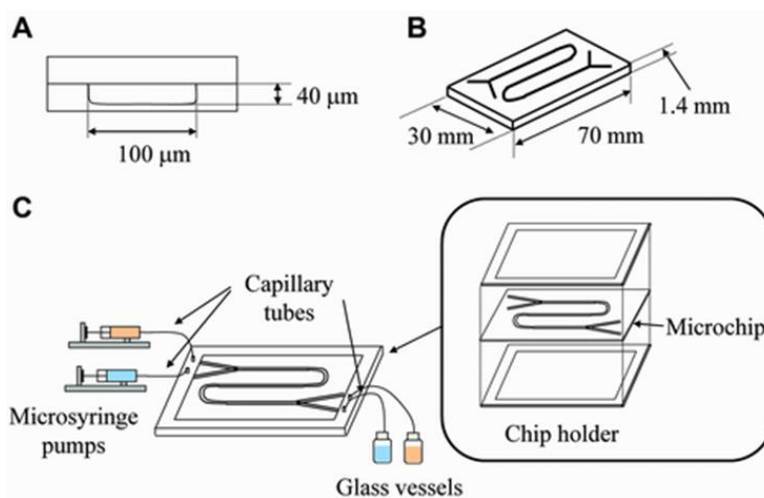 A
40 μm
100 μm
B
1.4 mm
30 mm
70 mm
C
Capillary
tubes
Microchip
Microsyringe
pumps
Chip holder
Glass vessels